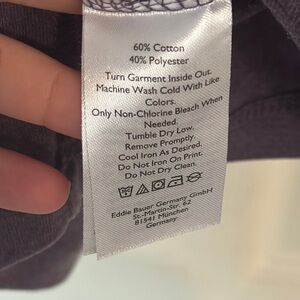 60% Cotton
40% Polyester
Turn Garment Inside Out.
Machine Wash Cold With Like
Colors.
Only Non-Chlorine Bleach When
Needed.
Tumble Dry Low.
Remove Promptly.
Cool Iron As Desired.
Do Not Iron On Print.
Do Not Dry Clean.
Eddie Bauer Germany GmbH
St.-Martin-Str. 62
81541 München
Germany